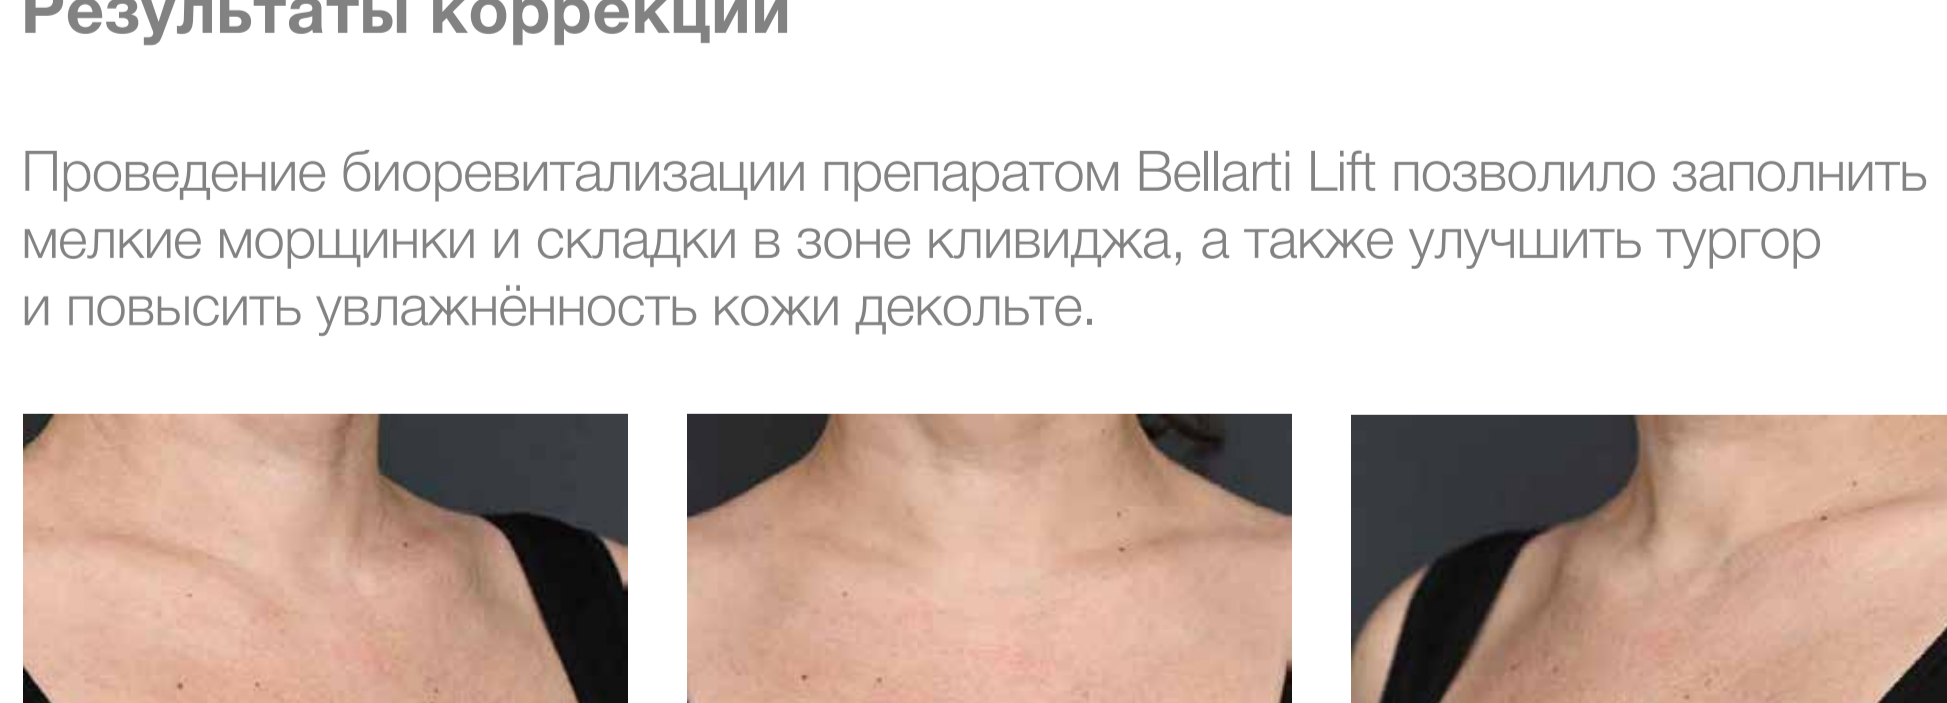 Результаты коррекции
Проведение биоревитализации препаратом Bellarti Lift позволило заполнить
мелкие морщинки и складки в зоне кливиджа, а также улучшить тургор
и повысить увлажнённость кожи декольте.